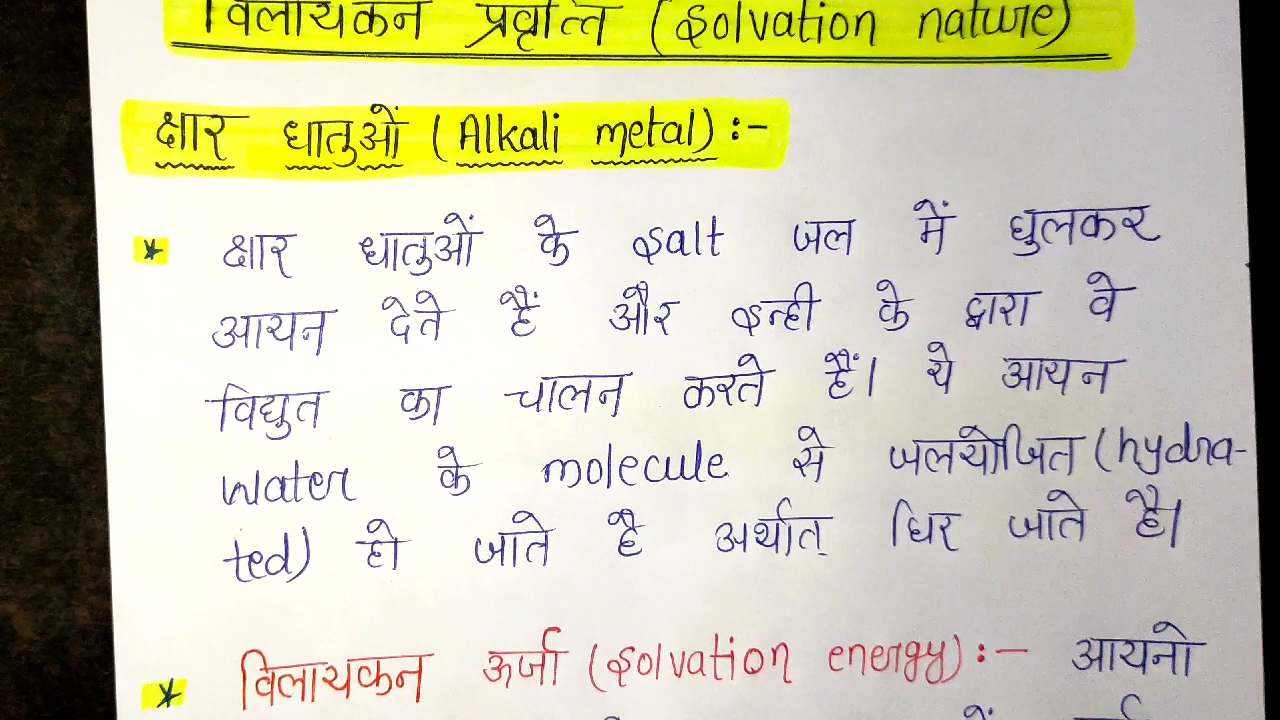 विलायकन प्रवृत्ति (Solvation nature)
क्षार धातुओं (Alkali metal) :-
* क्षार धातुओं के salt जल में घुलकर
आयन देते हैं और इन्ही के द्वारा वे
विद्युत का चालन करते हैं। ये आयन
water के molecule से जलयोजित (hydra-
ted) हो जाते है अर्थात् घिर जाते है।
* विलायकन ऊर्जा (Solvation energy) :- आयनो